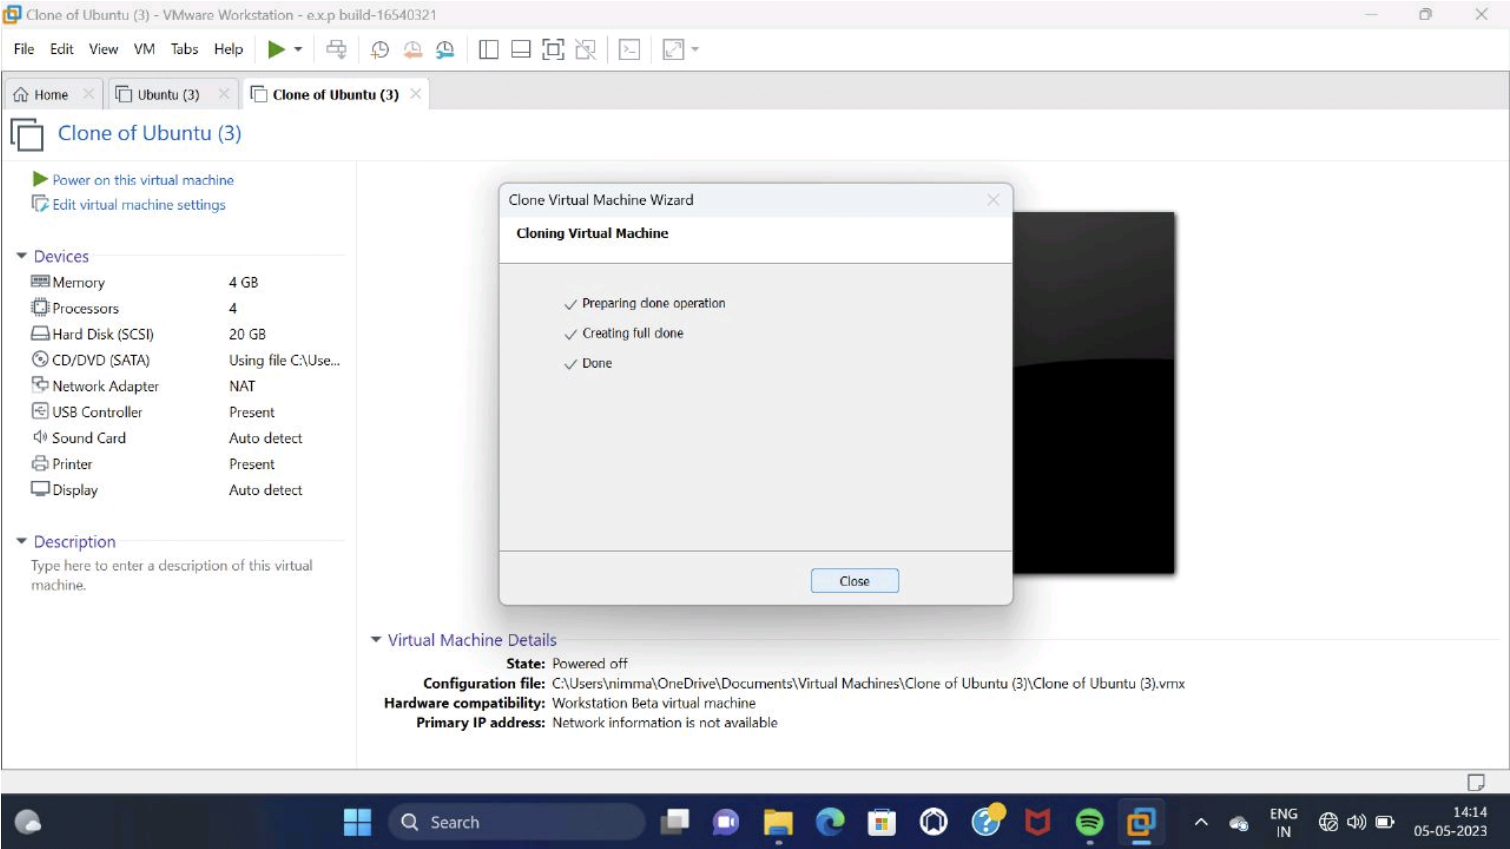 Clone of Ubuntu (3) - VMware Workstation - e.x.p build-16540321
File Edit View VM Tabs Help
Home
Ubuntu (3)
Clone of Ubuntu (3)
Clone of Ubuntu (3)
Power on this virtual machine
Edit virtual machine settings
Devices
Memory 4 GB
Processors 4
Hard Disk (SCSI) 20 GB
CD/DVD (SATA) Using file C:\Use...
Network Adapter NAT
USB Controller Present
Sound Card Auto detect
Printer Present
Display Auto detect
Description
Type here to enter a description of this virtual
machine.
Clone Virtual Machine Wizard
Cloning Virtual Machine
Preparing clone operation
Creating full clone
Done
Close
Virtual Machine Details
State: Powered off
Configuration file: C:\Users\nimma\OneDrive\Documents\Virtual Machines\Clone of Ubuntu (3)\Clone of Ubuntu (3).vmx
Hardware compatibility: Workstation Beta virtual machine
Primary IP address: Network information is not available
Search
ENG
IN
14:14
05-05-2023